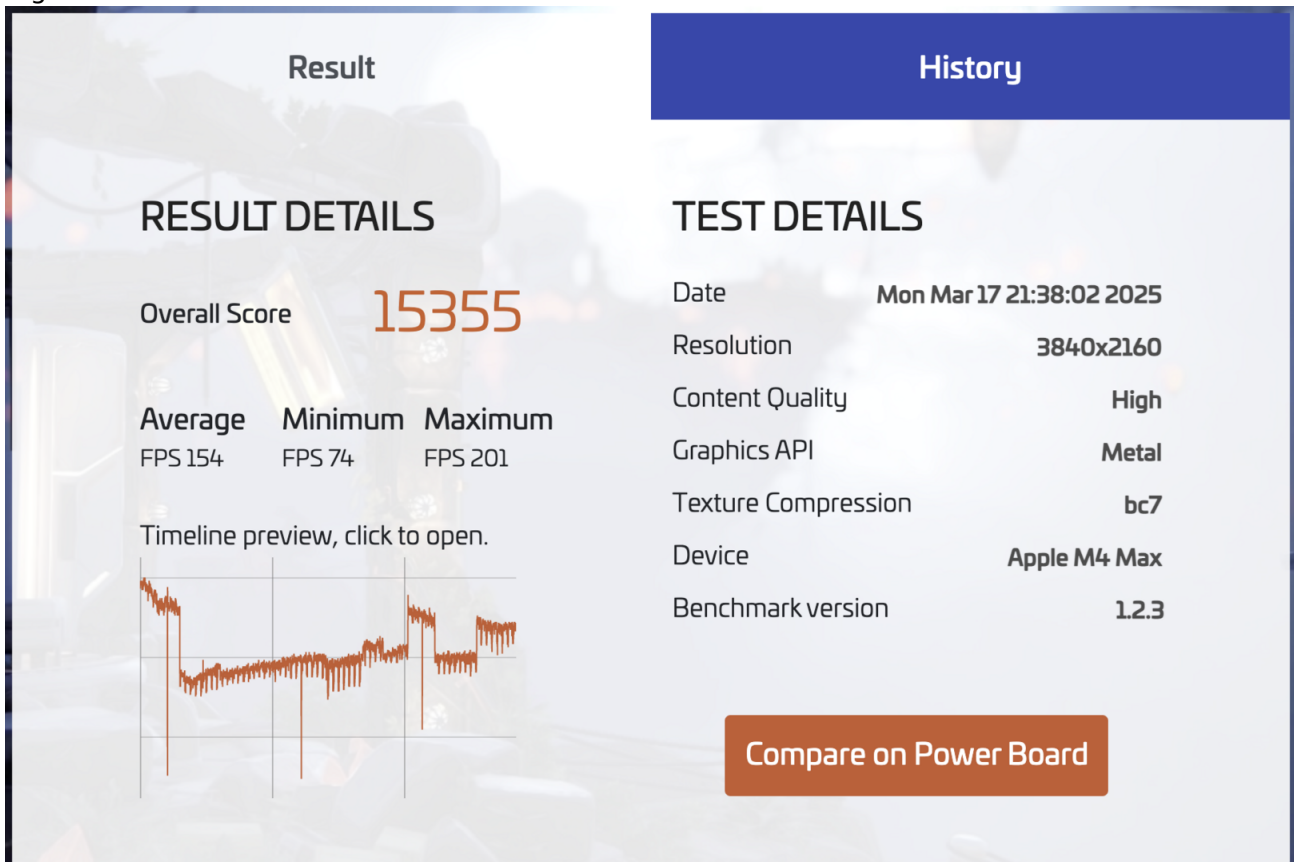 Result
History
RESULT DETAILS
Overall Score 15355
Average Minimum Maximum
FPS 154 FPS 74 FPS 201
Timeline preview, click to open.
TEST DETAILS
Date Mon Mar 17 21:38:02 2025
Resolution 3840x2160
Content Quality High
Graphics API Metal
Texture Compression bc7
Device Apple M4 Max
Benchmark version 1.2.3
Compare on Power Board